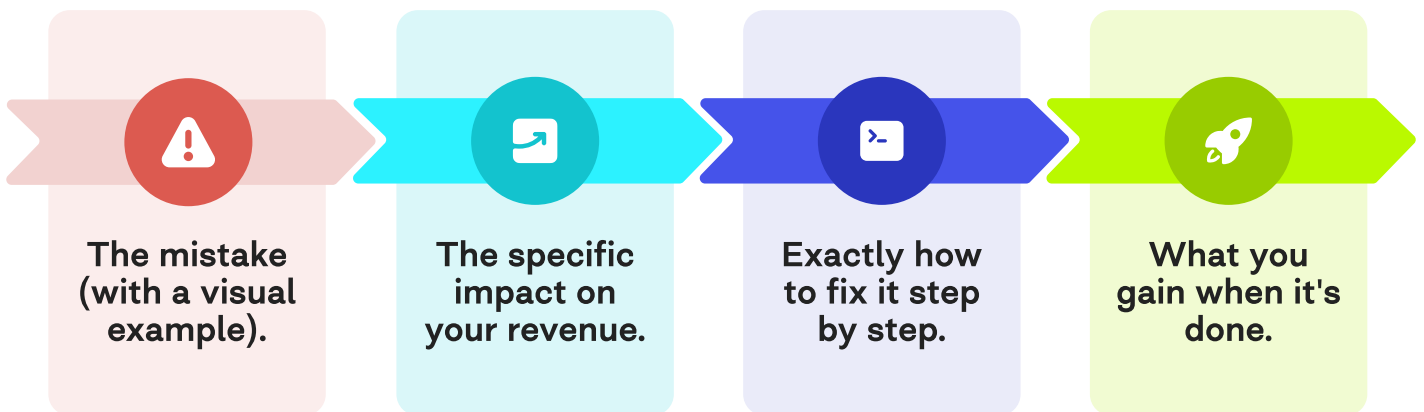 The mistake
(with a visual
example).
The specific
impact on
your revenue.
Exactly how
to fix it step
by step.
What you
gain when it's
done.